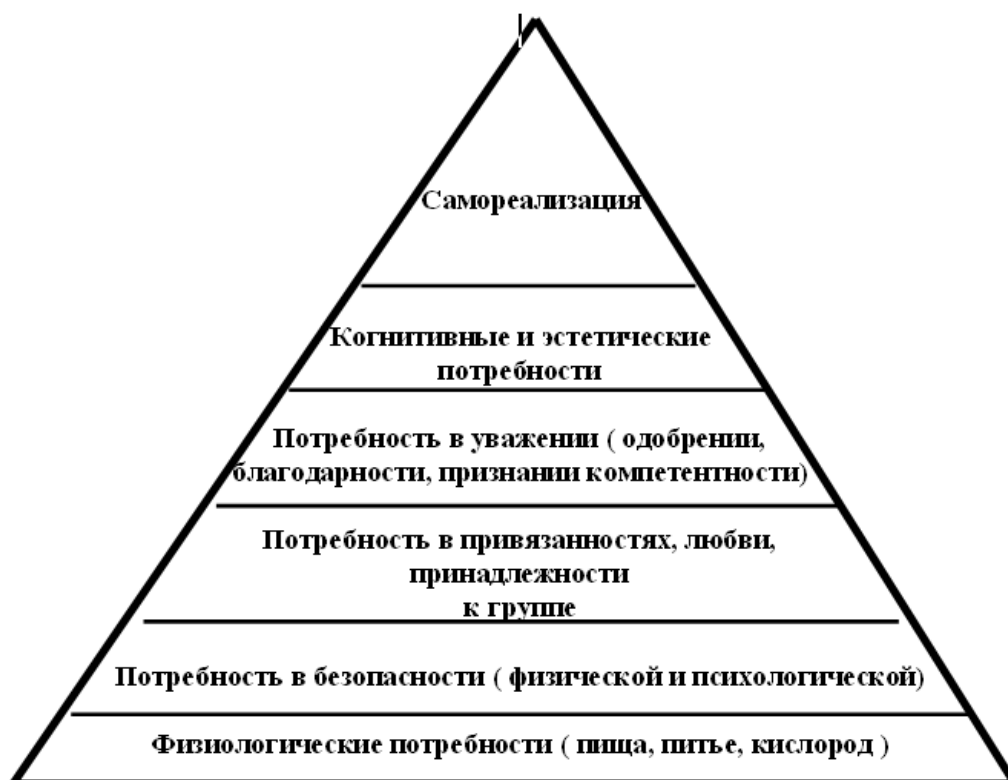 Самореализация
Когнитивные и эстетические
потребности
Потребность в уважении ( одобрении,
благодарности, признании компетентности)
Потребность в привязанностях, любви,
принадлежности
к группе
Потребность в безопасности ( физической и психологической)
Физиологические потребности ( пища, питье, кислород )